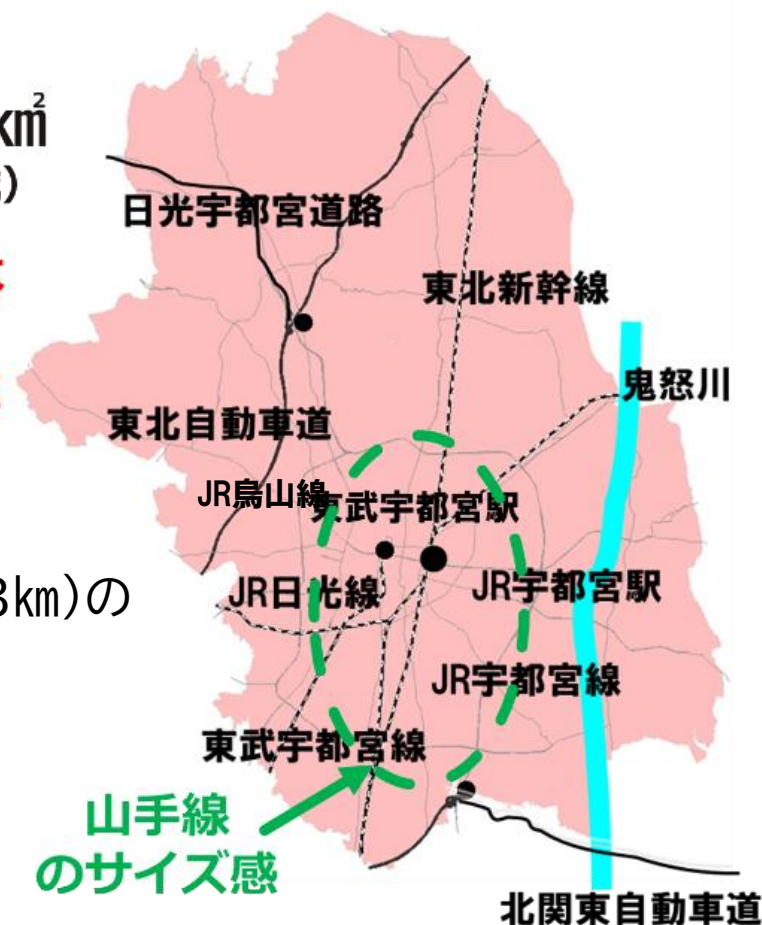 km²
日光宇都宮道路
東北新幹線
鬼怒川
東北自動車道
JR烏山線
東武宇都宮駅
km)の
JR日光線
JR宇都宮駅
JR宇都宮線
東武宇都宮線
山手線
のサイズ感
北関東自動車道